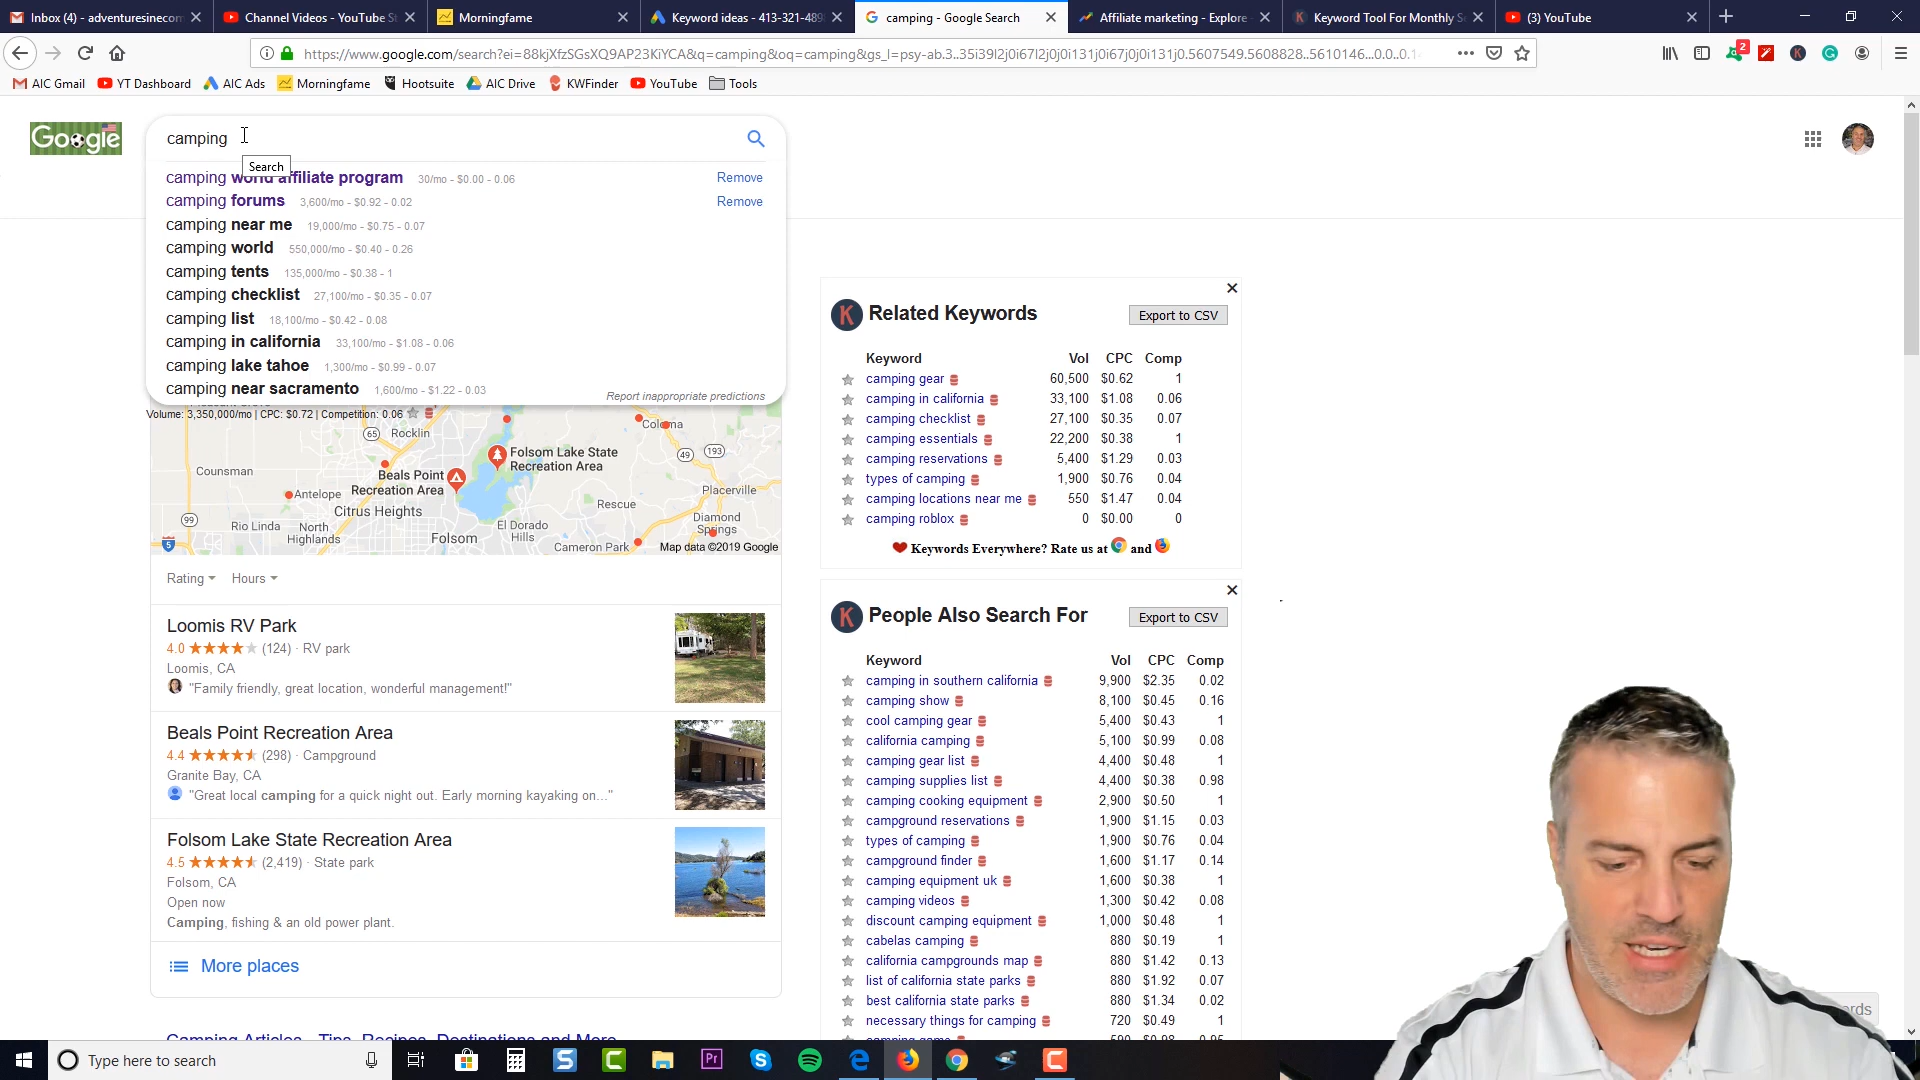 Inbox (4) - adventuresinecom
Channel Videos - YouTube St
Morningfame
Keyword ideas - 413-321-489
camping - Google Search
Affiliate marketing - Explore
Keyword Tool For Monthly S
(3) YouTube
https://www.google.com/search?ei=88kjXfzSGsXQ9AP23KiYCA&q=camping&oq=camping&gs_l=psy-ab.3..35i39l2j0i67l2j0j0i131j0i67j0j0i131j0.5607549.5608828..5610146...0.0..0.1
2
AIC Gmail
YT Dashboard
AIC Ads
Morningfame
Hootsuite
AIC Drive
KWFinder
YouTube
Tools
Google
camping
Search
camping world affiliate program 30/mo - $0.00 - 0.06 Remove
camping forums 3,600/mo - $0.92 - 0.02 Remove
camping near me 19,000/mo - $0.75 - 0.07
camping world 550,000/mo - $0.40 - 0.26
camping tents 135,000/mo - $0.38 - 1
camping checklist 27,100/mo - $0.35 - 0.07
camping list 18,100/mo - $0.42 - 0.08
camping in california 33,100/mo - $1.08 - 0.06
camping lake tahoe 1,300/mo - $0.99 - 0.07
camping near sacramento 1,600/mo - $1.22 - 0.03
Report inappropriate predictions
Volume: 3,350,000/mo | CPC: $0.72 | Competition: 0.06
65
Rocklin
Coloma
193
49
Folsom Lake State
Recreation Area
Counsman
Beals Point
Recreation Area
Antelope
Placerville
Citrus Heights
Rescue
99
Rio Linda
North
Highlands
El Dorado
Hills
Diamond
Springs
5
Folsom
Cameron Park
Map data ©2019 Google
Rating
Hours
Loomis RV Park
4.0 (124) · RV park
Loomis, CA
"Family friendly, great location, wonderful management!"
Beals Point Recreation Area
4.4 (298) · Campground
Granite Bay, CA
"Great local camping for a quick night out. Early morning kayaking on..."
Folsom Lake State Recreation Area
4.5 (2,419) · State park
Folsom, CA
Open now
Camping, fishing & an old power plant.
More places
Camping Articles - Tips, Recipes, Destinations and More
K
Related Keywords
Export to CSV
Keyword Vol CPC Comp
camping gear 60,500 $0.62 1
camping in california 33,100 $1.08 0.06
camping checklist 27,100 $0.35 0.07
camping essentials 22,200 $0.38 1
camping reservations 5,400 $1.29 0.03
types of camping 1,900 $0.76 0.04
camping locations near me 550 $1.47 0.04
camping roblox 0 $0.00 0
Keywords Everywhere? Rate us at and
K
People Also Search For
Export to CSV
Keyword Vol CPC Comp
camping in southern california 9,900 $2.35 0.02
camping show 8,100 $0.45 0.16
cool camping gear 5,400 $0.43 1
california camping 5,100 $0.99 0.08
camping gear list 4,400 $0.48 1
camping supplies list 4,400 $0.38 0.98
camping cooking equipment 2,900 $0.50 1
campground reservations 1,900 $1.15 0.03
types of camping 1,900 $0.76 0.04
campground finder 1,600 $1.17 0.14
camping equipment uk 1,600 $0.38 1
camping videos 1,300 $0.42 0.08
discount camping equipment 1,000 $0.48 1
cabelas camping 880 $0.19 1
california campgrounds map 880 $1.42 0.13
list of california state parks 880 $1.92 0.07
best california state parks 880 $1.34 0.02
necessary things for camping 720 $0.49 1
Type here to search